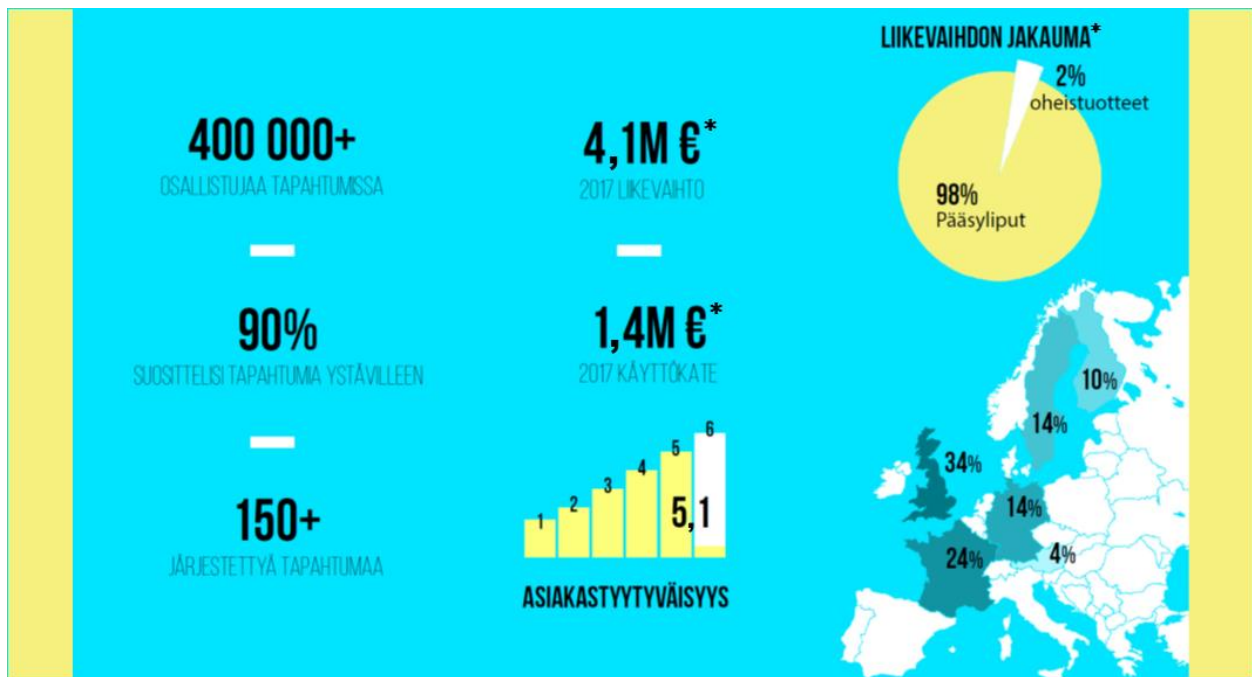 400 000+
OSALLISTUJAA TAPAHTUMISSA
90%
SUOSITTELISI TAPAHTUMIA YSTÄVILLEEN
150+
JÄRJESTETTYÄ TAPAHTUMAA
4,1M €*
2017 LIIKEVAIHTO
1,4M €*
2017 KÄYTTÖKATE
1
2
3
4
5
6
5,1
ASIAKASTYYTYVÄISYYS
LIIKEVAIHDON JAKAUMA*
2%
oheistuotteet
98%
Pääsyliput
10%
14%
34%
14%
24%
4%